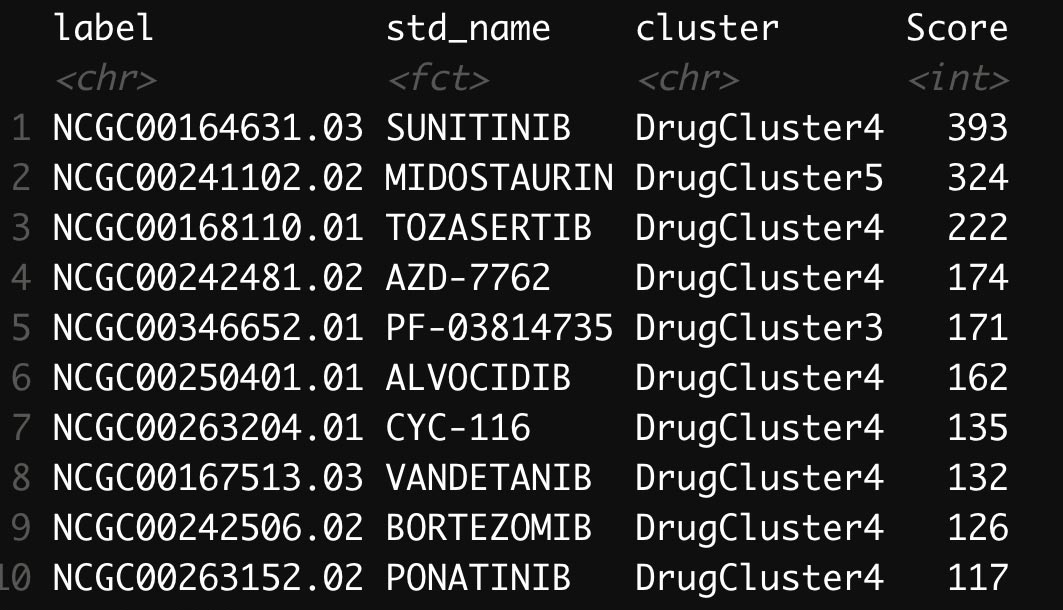 label std_name cluster Score
<chr> <fct> <chr> <int>
1 NCGC00164631.03 SUNITINIB DrugCluster4 393
2 NCGC00241102.02 MIDOSTAURIN DrugCluster5 324
3 NCGC00168110.01 TOZASERTIB DrugCluster4 222
4 NCGC00242481.02 AZD-7762 DrugCluster4 174
5 NCGC00346652.01 PF-03814735 DrugCluster3 171
6 NCGC00250401.01 ALVOCIDIB DrugCluster4 162
7 NCGC00263204.01 CYC-116 DrugCluster4 135
8 NCGC00167513.03 VANDETANIB DrugCluster4 132
9 NCGC00242506.02 BORTEZOMIB DrugCluster4 126
10 NCGC00263152.02 PONATINIB DrugCluster4 117